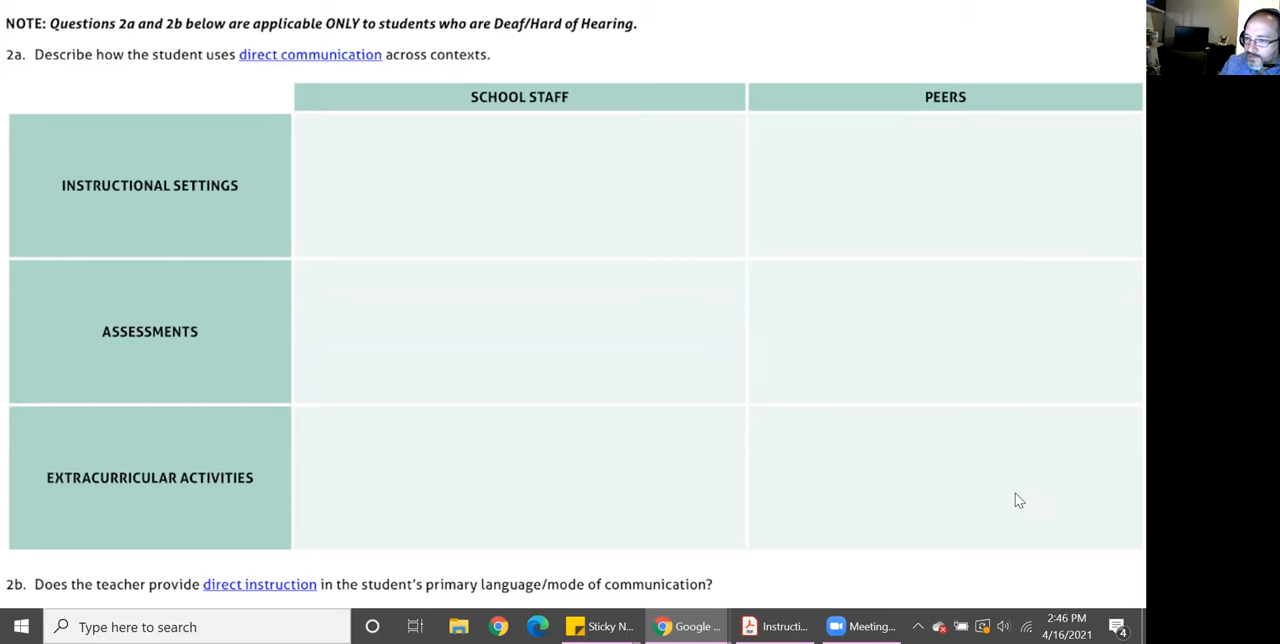 NOTE: Questions 2a and 2b below are applicable ONLY to students who are Deaf/Hard of Hearing.
2a. Describe how the student uses direct communication across contexts.
SCHOOL STAFF
PEERS
INSTRUCTIONAL SETTINGS
ASSESSMENTS
EXTRACURRICULAR ACTIVITIES
2b. Does the teacher provide direct instruction in the student's primary language/mode of communication?
Type here to search
Sticky N...
Google ...
Instructi...
Meeting...
2:46 PM
4/16/2021
4